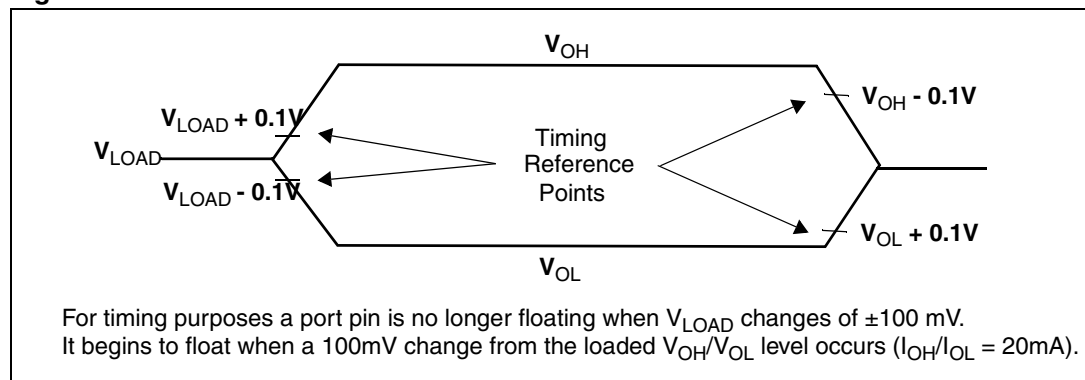 V_OH
V_LOAD + 0.1V
V_OH - 0.1V
V_LOAD
Timing
Reference
Points
V_LOAD - 0.1V
V_OL + 0.1V
V_OL
For timing purposes a port pin is no longer floating when V_LOAD changes of ±100 mV.
It begins to float when a 100mV change from the loaded V_OH/V_OL level occurs (I_OH/I_OL = 20mA).